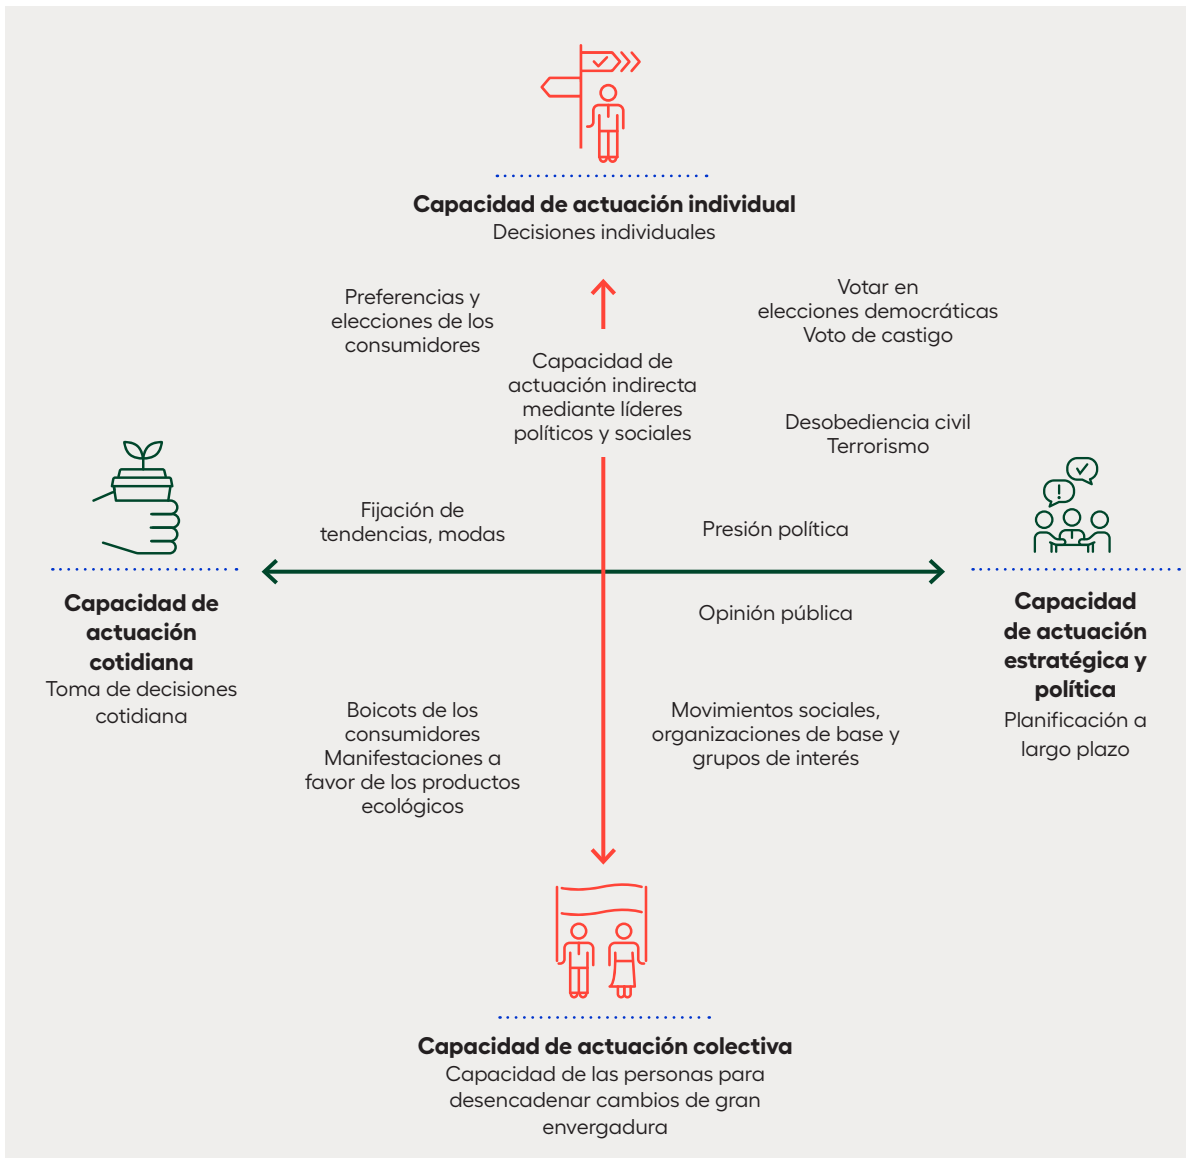 Capacidad de actuación individual
Decisiones individuales
Preferencias y
elecciones de los
consumidores
Votar en
elecciones democráticas
Voto de castigo
Capacidad de
actuación indirecta
mediante líderes
políticos y sociales
Desobediencia civil
Terrorismo
Fijación de
tendencias, modas
Presión política
Capacidad de
actuación
cotidiana
Toma de decisiones
cotidiana
Opinión pública
Capacidad
de actuación
estratégica y
política
Planificación a
largo plazo
Boicots de los
consumidores
Manifestaciones a
favor de los productos
ecológicos
Movimientos sociales,
organizaciones de base y
grupos de interés
Capacidad de actuación colectiva
Capacidad de las personas para
desencadenar cambios de gran
envergadura